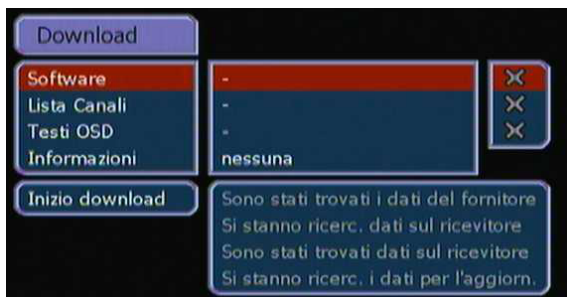 Download
Software -
Lista Canali -
Testi OSD -
Informazioni nessuna
Inizio download
Sono stati trovati i dati del fornitore
Si stanno ricerc. dati sul ricevitore
Sono stati trovati dati sul ricevitore
Si stanno ricerc. i dati per l'aggiorn.